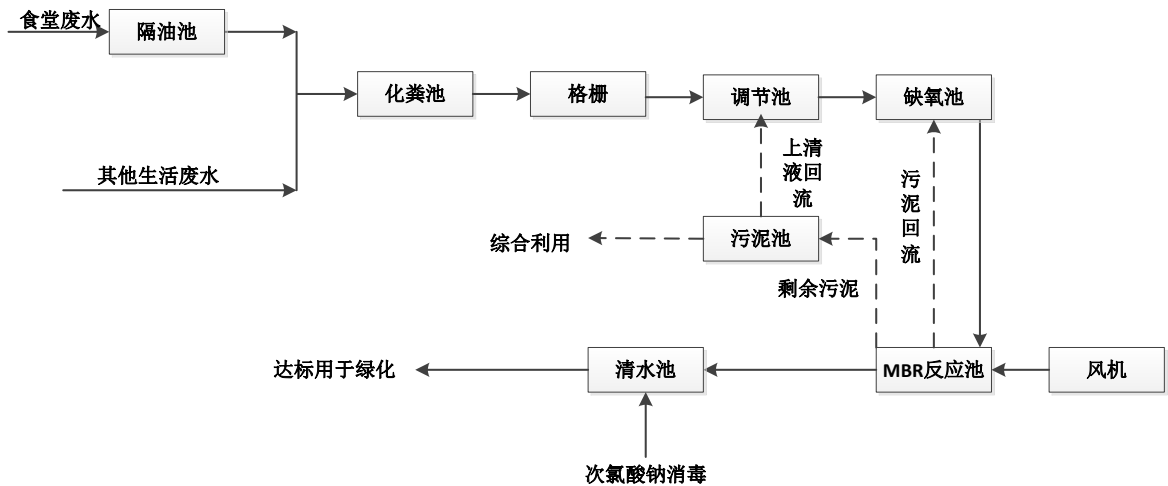 食堂废水
隔油池
化粪池
格栅
调节池
缺氧池
其他生活废水
上清
液回
流
污
泥
回
流
综合利用
污泥池
剩余污泥
达标用于绿化
清水池
MBR反应池
风机
次氯酸钠消毒